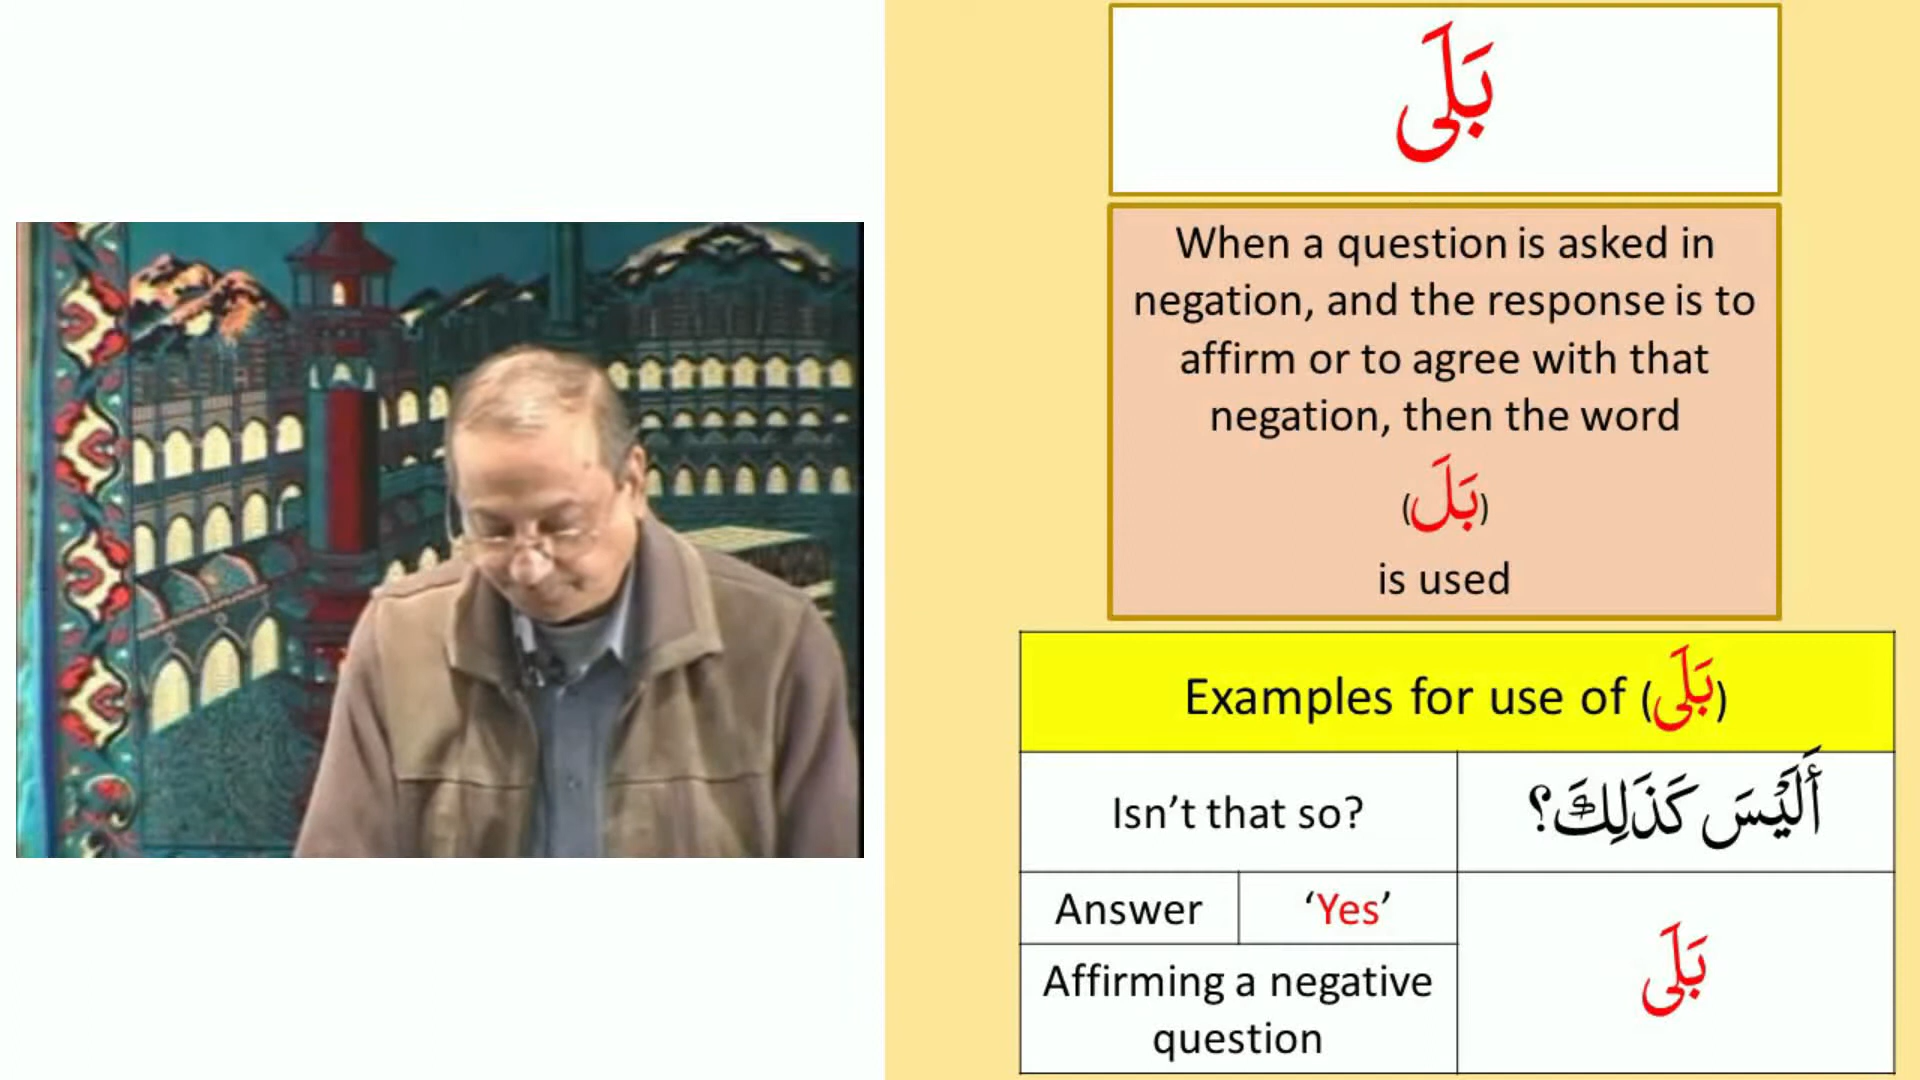 بَلَى
When a question is asked in
negation, and the response is to
affirm or to agree with that
negation, then the word
(بَلَ)
is used
Examples for use of (بَلَى)
Isn’t that so?
أَلَيْسَ كَذَلِكَ؟
Answer
‘Yes’
بَلَى
Affirming a negative
question